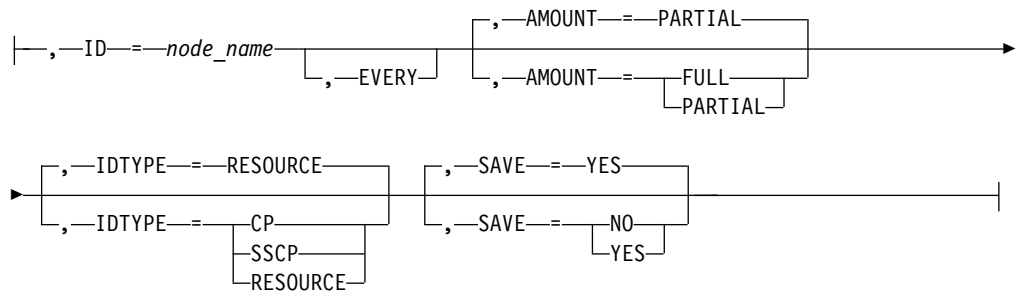 ,—AMOUNT—=—PARTIAL
,—ID—=—node_name
,—EVERY
,—AMOUNT—=—FULL
PARTIAL
,—IDTYPE—=—RESOURCE
,—SAVE—=—YES
,—IDTYPE—=—CP
SSCP
RESOURCE
,—SAVE—=—NO
YES